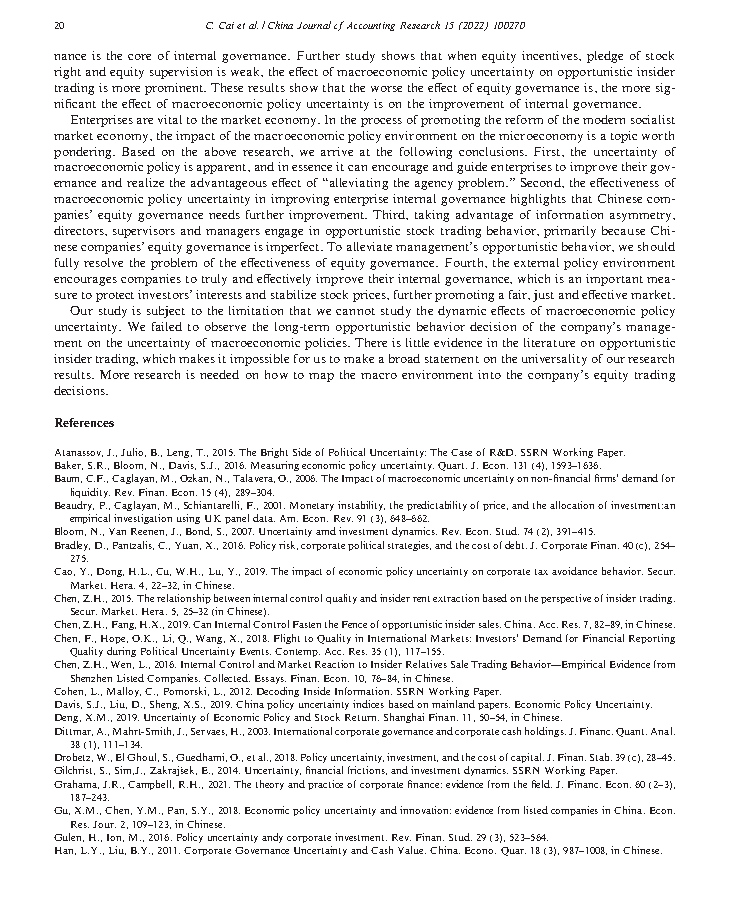 20
C. Cai et al. / China Journal of Accounting Research 15 (2022) 100270
nance is the core of internal governance. Further study shows that when equity incentives, pledge of stock
right and equity supervision is weak, the effect of macroeconomic policy uncertainty on opportunistic insider
trading is more prominent. These results show that the worse the effect of equity governance is, the more sig-
nificant the effect of macroeconomic policy uncertainty is on the improvement of internal governance.
Enterprises are vital to the market economy. In the process of promoting the reform of the modern socialist
market economy, the impact of the macroeconomic policy environment on the microeconomy is a topic worth
pondering. Based on the above research, we arrive at the following conclusions. First, the uncertainty of
macroeconomic policy is apparent, and in essence it can encourage and guide enterprises to improve their gov-
ernance and realize the advantageous effect of “alleviating the agency problem.” Second, the effectiveness of
macroeconomic policy uncertainty in improving enterprise internal governance highlights that Chinese com-
panies’ equity governance needs further improvement. Third, taking advantage of information asymmetry,
directors, supervisors and managers engage in opportunistic stock trading behavior, primarily because Chi-
nese companies’ equity governance is imperfect. To alleviate management’s opportunistic behavior, we should
fully resolve the problem of the effectiveness of equity governance. Fourth, the external policy environment
encourages companies to truly and effectively improve their internal governance, which is an important mea-
sure to protect investors’ interests and stabilize stock prices, further promoting a fair, just and effective market.
Our study is subject to the limitation that we cannot study the dynamic effects of macroeconomic policy
uncertainty. We failed to observe the long-term opportunistic behavior decision of the company’s manage-
ment on the uncertainty of macroeconomic policies. There is little evidence in the literature on opportunistic
insider trading, which makes it impossible for us to make a broad statement on the universality of our research
results. More research is needed on how to map the macro environment into the company’s equity trading
decisions.
References
Atanassov, J., Julio, B., Leng, T., 2015. The Bright Side of Political Uncertainty: The Case of R&D. SSRN Working Paper.
Baker, S.R., Bloom, N., Davis, S.J., 2016. Measuring economic policy uncertainty. Quart. J. Econ. 131 (4), 1593–1636.
Baum, C.F., Caglayan, M., Ozkan, N., Talavera, O., 2006. The Impact of macroeconomic uncertainty on non-financial firms’ demand for
liquidity. Rev. Finan. Econ. 15 (4), 289–304.
Beaudry, P., Caglayan, M., Schiantarelli, F., 2001. Monetary instability, the predictability of price, and the allocation of investment:an
empirical investigation using UK panel data. Am. Econ. Rev. 91 (3), 648–662.
Bloom, N., Van Reenen, J., Bond, S., 2007. Uncertainty amd investment dynamics. Rev. Econ. Stud. 74 (2), 391–415.
Bradley, D., Pantzalis, C., Yuan, X., 2016. Policy risk, corporate political strategies, and the cost of debt. J. Corporate Finan. 40 (c), 254–
275.
Cao, Y., Dong, H.L., Cu, W.H., Lu, Y., 2019. The impact of economic policy uncertainty on corporate tax avoidance behavior. Secur.
Market. Hera. 4, 22–32, in Chinese.
Chen, Z.H., 2015. The relationship between internal control quality and insider rent extraction based on the perspective of insider trading.
Secur. Market. Hera. 5, 25–32 (in Chinese).
Chen, Z.H., Fang, H.X., 2019. Can Internal Control Fasten the Fence of opportunistic insider sales. China. Acc. Res. 7, 82–89, in Chinese.
Chen, F., Hope, O.K., Li, Q., Wang, X., 2018. Flight to Quality in International Markets: Investors’ Demand for Financial Reporting
Quality during Political Uncertainty Events. Contemp. Acc. Res. 35 (1), 117–155.
Chen, Z.H., Wen, L., 2016. Internal Control and Market Reaction to Insider Relatives Sale Trading Behavior—Empirical Evidence from
Shenzhen Listed Companies. Collected. Essays. Finan. Econ. 10, 76–84, in Chinese.
Cohen, L., Malloy, C., Pomorski, L., 2012. Decoding Inside Information. SSRN Working Paper.
Davis, S.J., Liu, D., Sheng, X.S., 2019. China policy uncertainty indices based on mainland papers. Economic Policy Uncertainty.
Deng, X.M., 2019. Uncertainty of Economic Policy and Stock Return. Shanghai Finan. 11, 50–54, in Chinese.
Dittmar, A., Mahrt-Smith, J., Servaes, H., 2003. International corporate governance and corporate cash holdings. J. Financ. Quant. Anal.
38 (1), 111–134.
Drobetz, W., El Ghoul, S., Guedhami, O., et al., 2018. Policy uncertainty, investment, and the cost of capital. J. Finan. Stab. 39 (c), 28–45.
Gilchrist, S., Sim,J., Zakrajšek, B., 2014. Uncertainty, financial frictions, and investment dynamics. SSRN Working Paper.
Grahama, J.R., Campbell, R.H., 2021. The theory and practice of corporate finance: evidence from the field. J. Financ. Econ. 60 (2–3),
187–243.
Gu, X.M., Chen, Y.M., Pan, S.Y., 2018. Economic policy uncertainty and innovation: evidence from listed companies in China. Econ.
Res. Jour. 2, 109–123, in Chinese.
Gulen, H., Ion, M., 2016. Policy uncertainty andy corporate investment. Rev. Finan. Stud. 29 (3), 523–564.
Han, L.Y., Liu, B.Y., 2011. Corporate Governance Uncertainty and Cash Value. China. Econo. Quar. 18 (3), 987–1008, in Chinese.